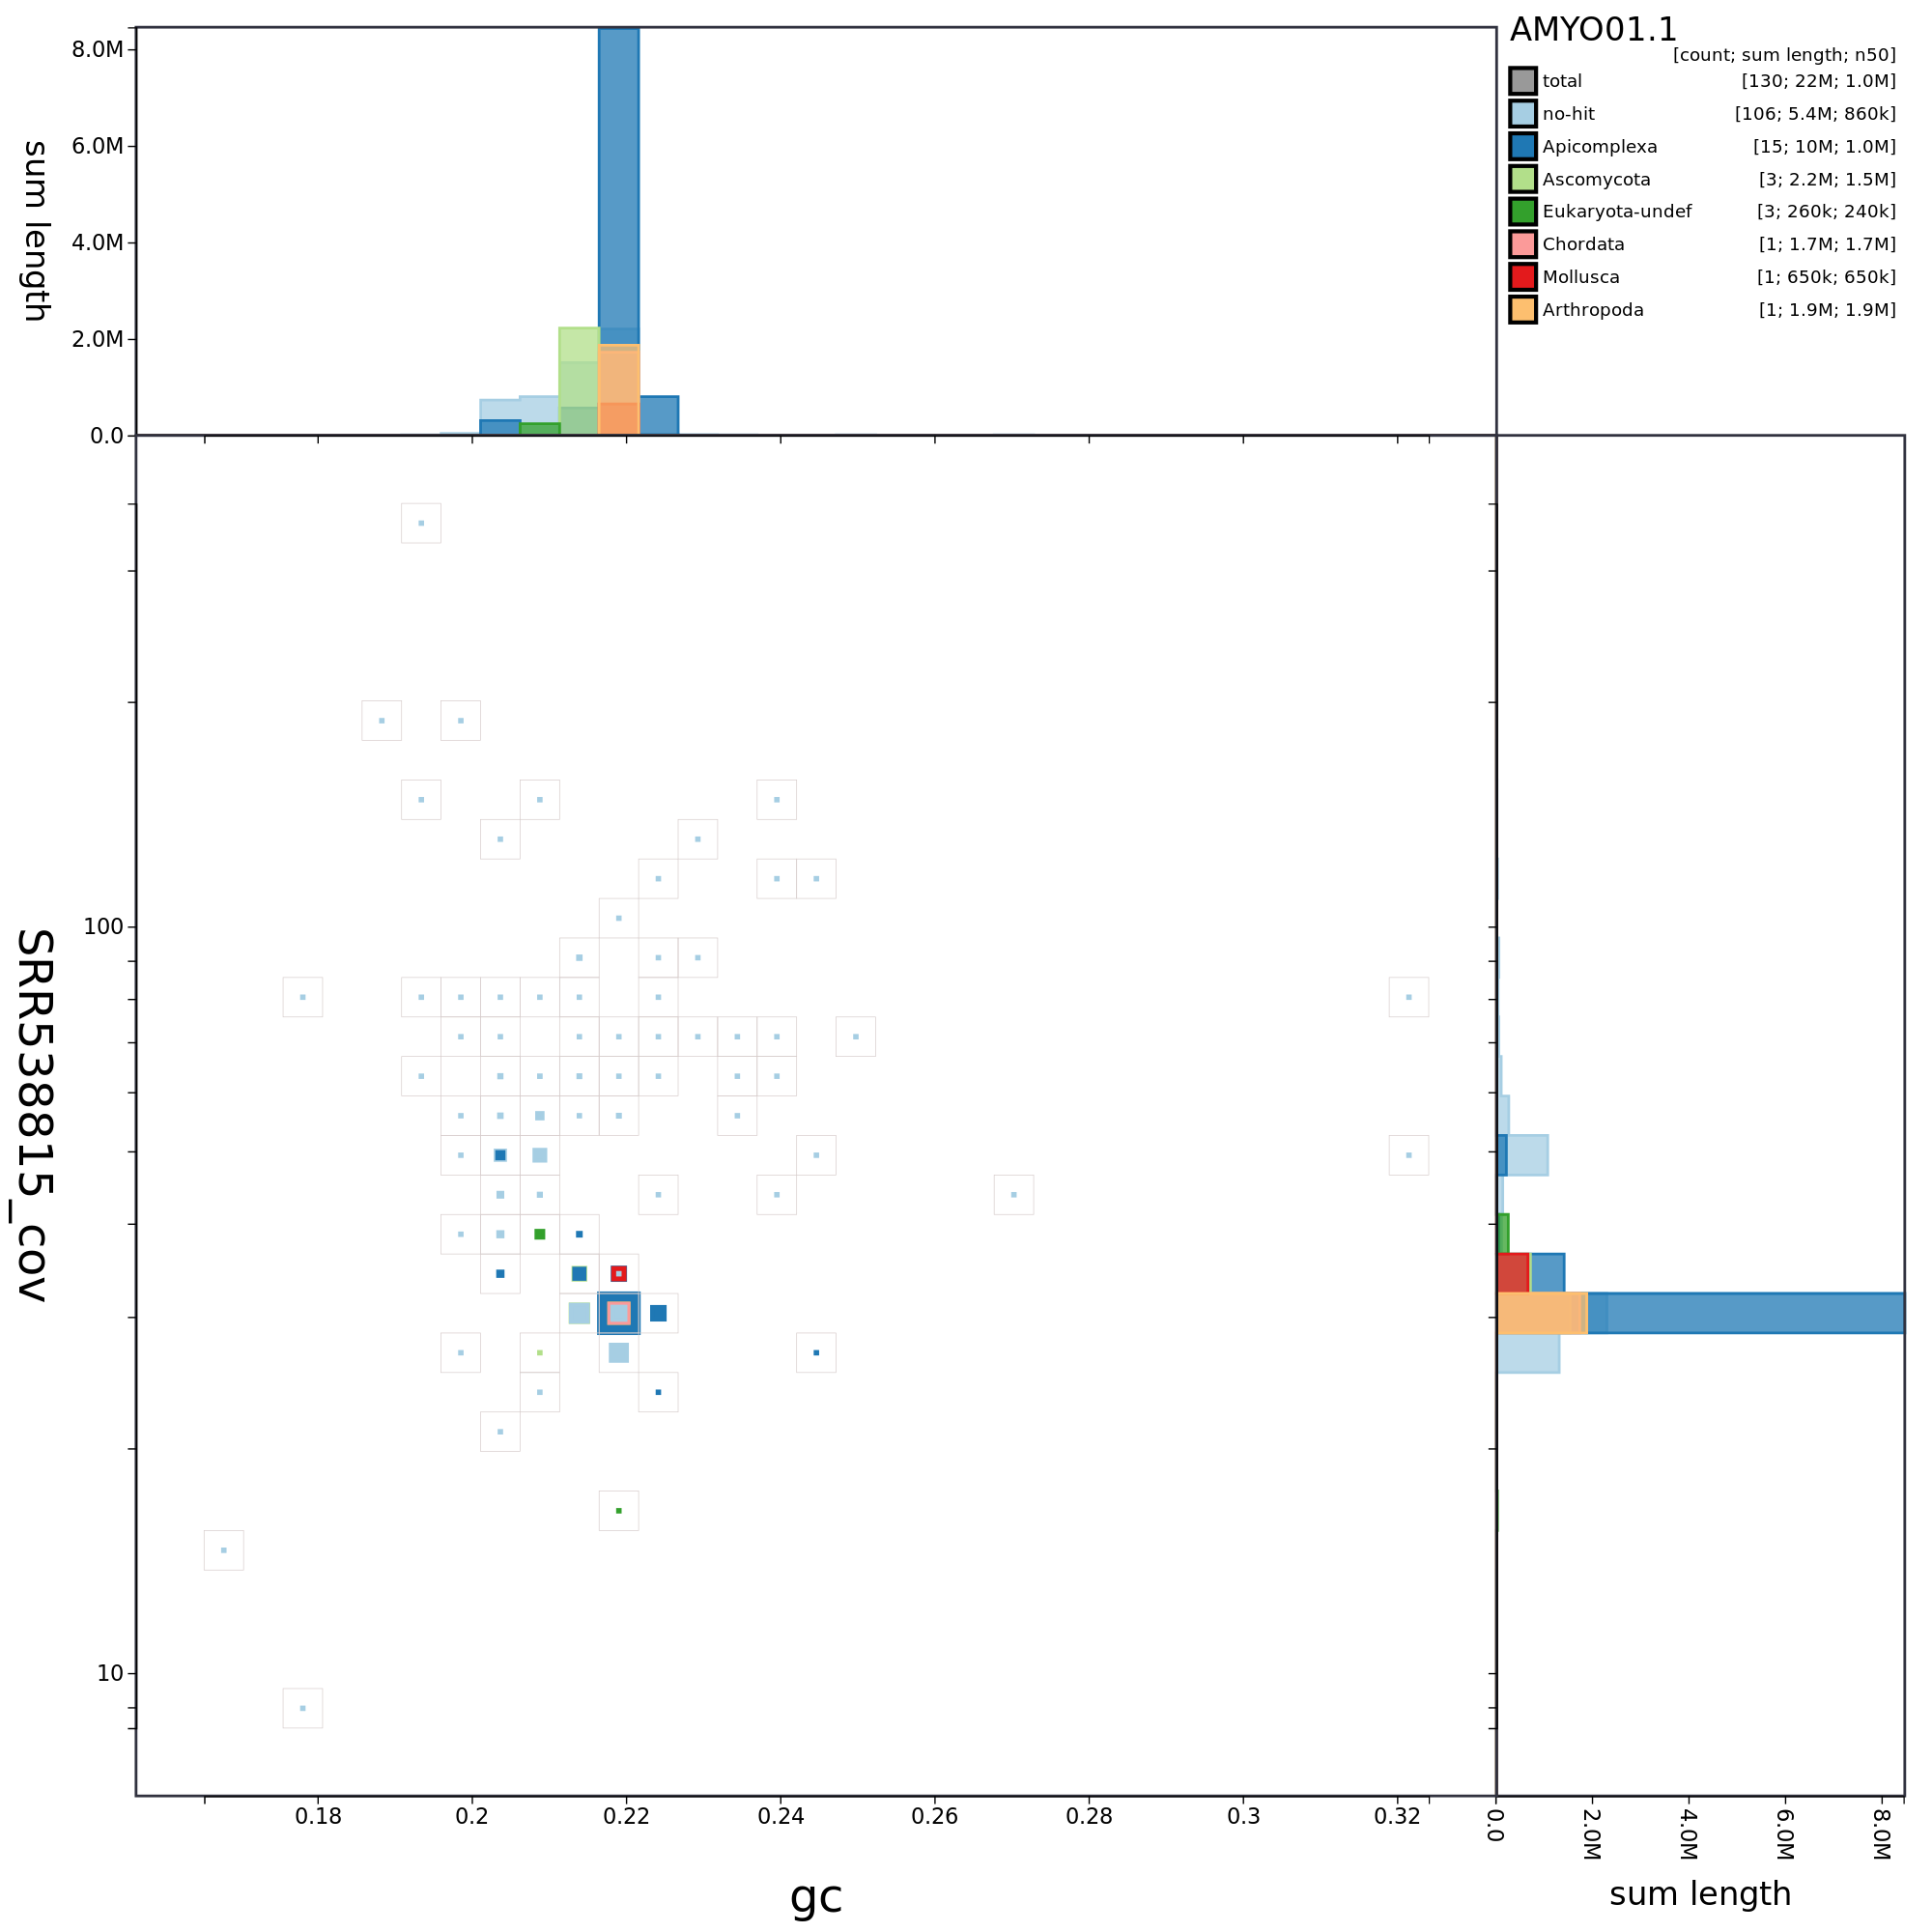 AMYO01.1
[count; sum length; n50]
total [130; 22M; 1.0M]
no-hit [106; 5.4M; 860k]
Apicomplexa [15; 10M; 1.0M]
Ascomycota [3; 2.2M; 1.5M]
Eukaryota-undef [3; 260k; 240k]
Chordata [1; 1.7M; 1.7M]
Mollusca [1; 650k; 650k]
Arthropoda [1; 1.9M; 1.9M]
sum length
8.0M
6.0M
4.0M
2.0M
0.0
SRR538815_cov
100
10
0.18 0.2 0.22 0.24 0.26 0.28 0.3 0.32
gc
0.0 2.0M 4.0M 6.0M 8.0M
sum length